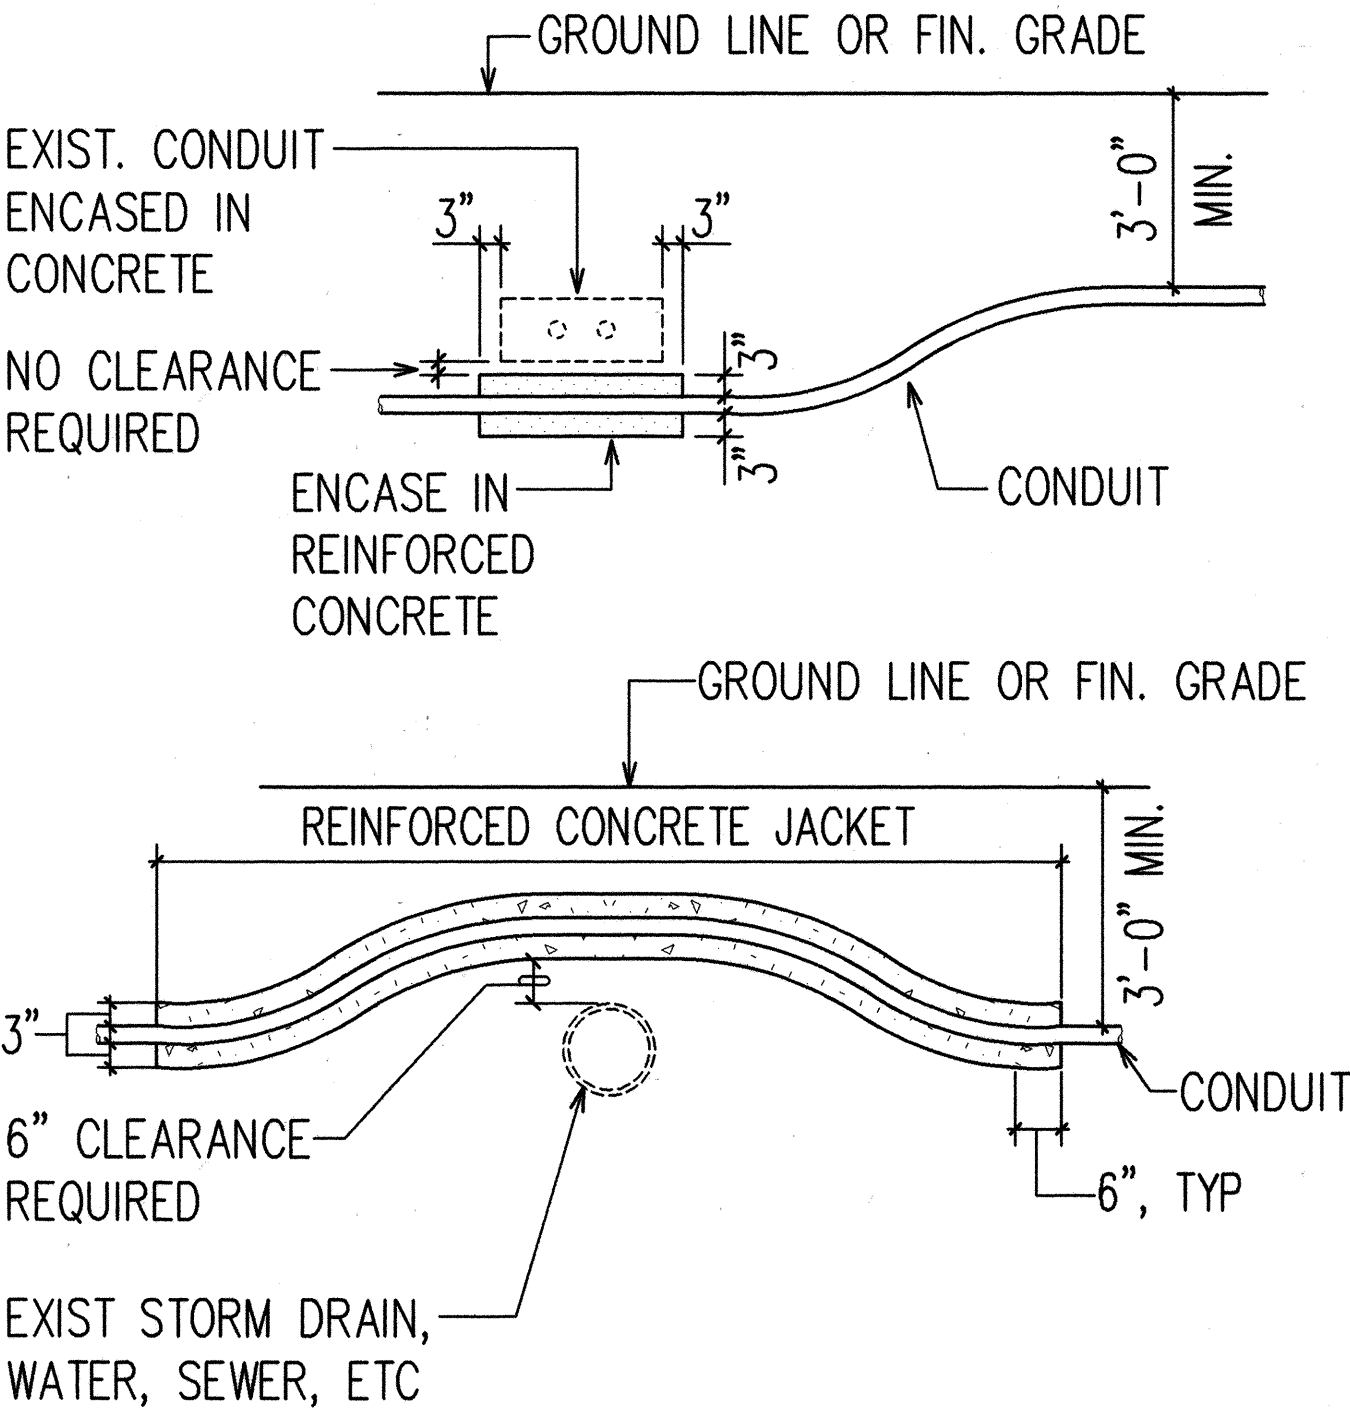 GROUND LINE OR FIN. GRADE
EXIST. CONDUIT
ENCASED IN
CONCRETE
3"
3"
3'-0"
MIN.
NO CLEARANCE
REQUIRED
3"
3"
ENCASE IN
REINFORCED
CONCRETE
CONDUIT
GROUND LINE OR FIN. GRADE
REINFORCED CONCRETE JACKET
3'-0" MIN.
3"
CONDUIT
6" CLEARANCE
REQUIRED
6", TYP
EXIST STORM DRAIN,
WATER, SEWER, ETC